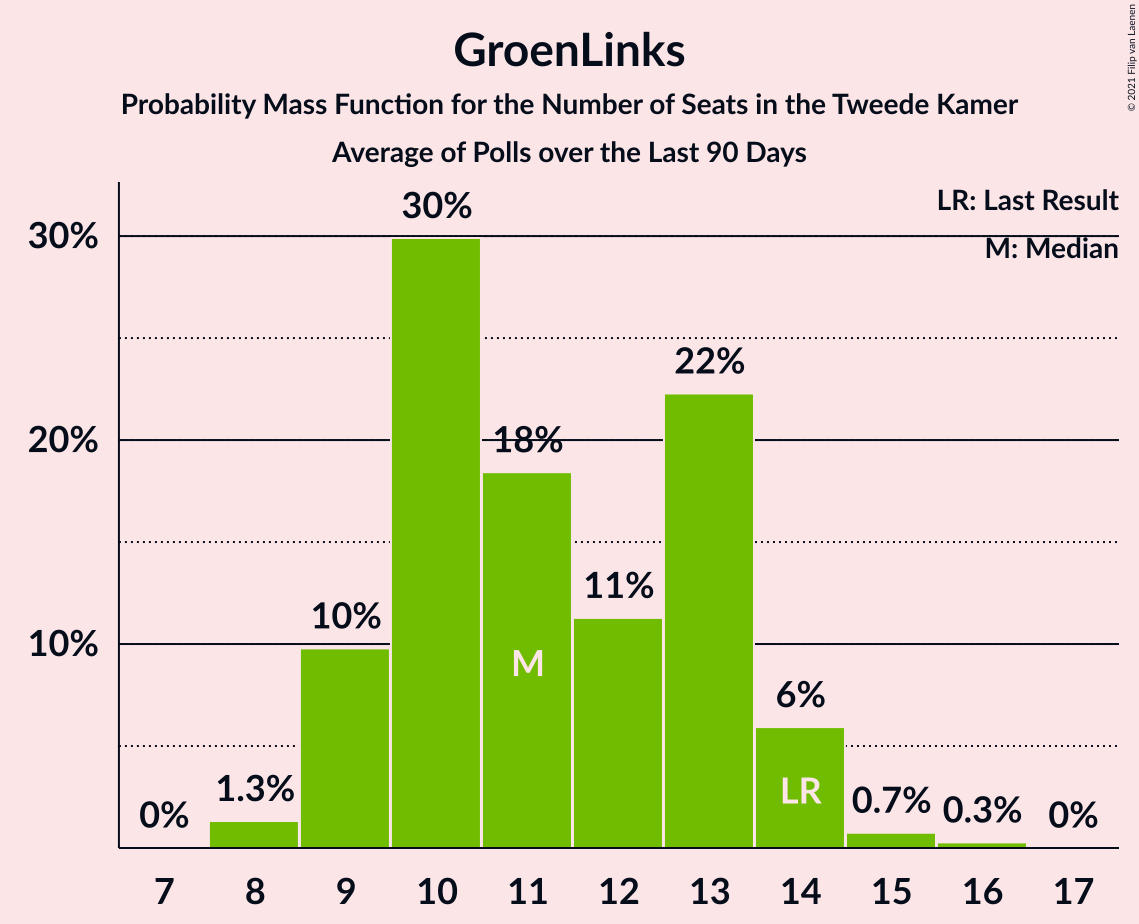 GroenLinks
Probability Mass Function for the Number of Seats in the Tweede Kamer
Average of Polls over the Last 90 Days
© 2021 Filip van Laenen
LR: Last Result
M: Median
30%
20%
10%
0%
1.3%
10%
30%
18%
11%
22%
6%
0.7%
0.3%
0%
M
LR
7 8 9 10 11 12 13 14 15 16 17